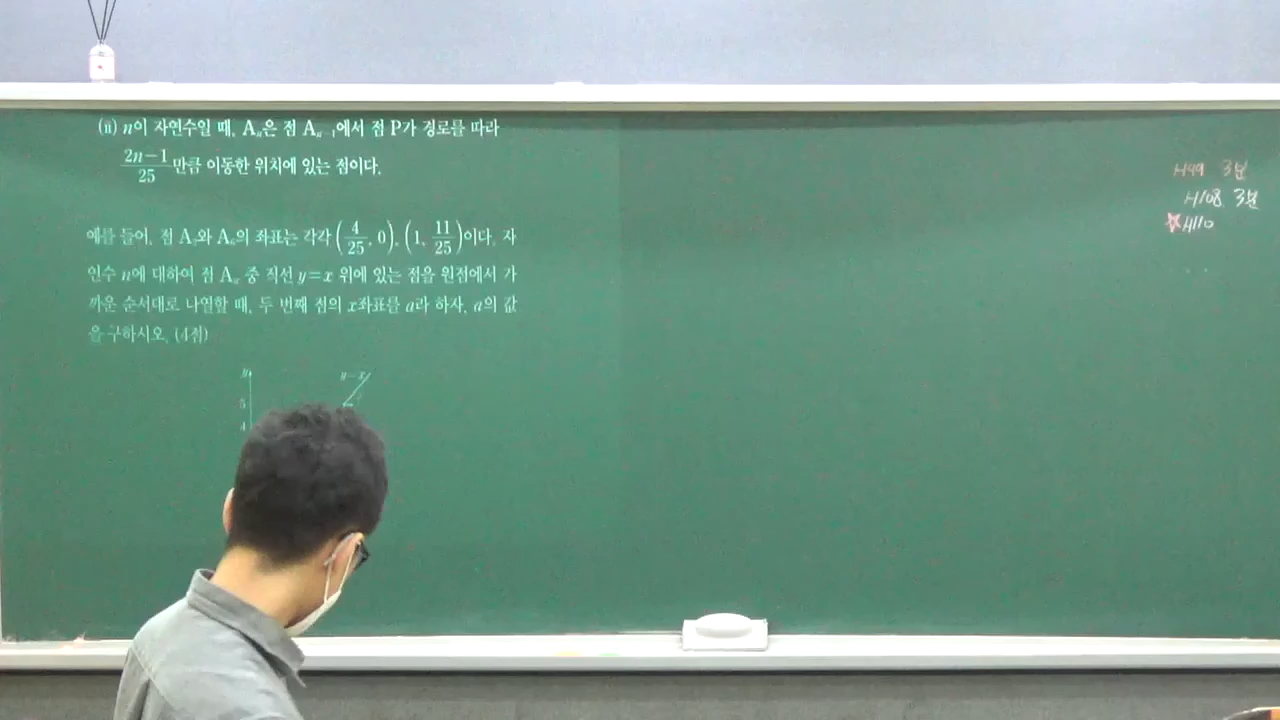 (ii) n이 자연수일 때, Aₙ은 점 Aₙ₋₁에서 점 P가 경로를 따라
(2n-1)/25 만큼 이동한 위치에 있는 점이다.
예를 들어, 점 A₂와 A₆의 좌표는 각각 (4/25, 0), (1, 11/25)이다. 자
연수 n에 대하여 점 Aₙ 중 직선 y=x 위에 있는 점을 원점에서 가
까운 순서대로 나열할 때, 두 번째 점의 x좌표를 a라 하자. a의 값
을 구하시오. (4점)
y
y=x
5
4
H99 3분
H108 3분
H110